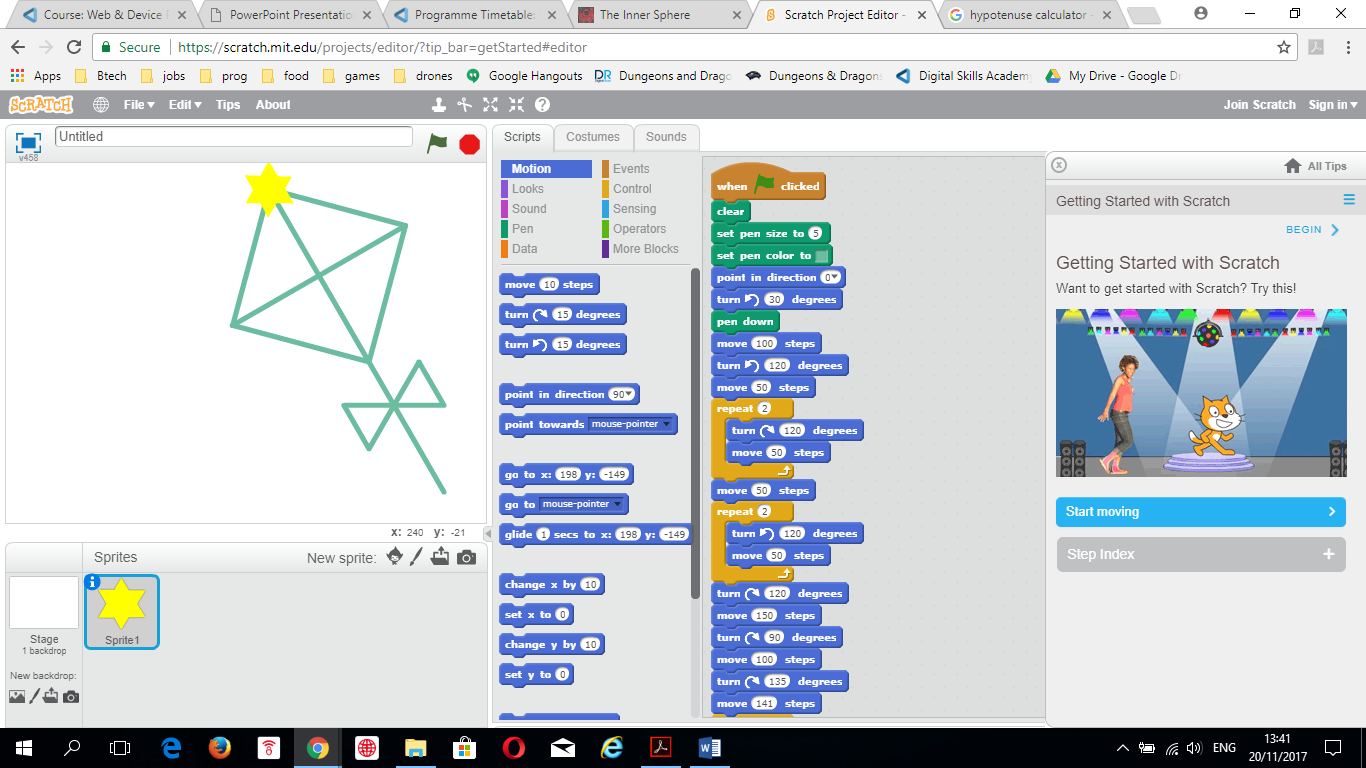 Course: Web & Device P
PowerPoint Presentatio
Programme Timetables
The Inner Sphere
Scratch Project Editor -
hypotenuse calculator -
Secure
https://scratch.mit.edu/projects/editor/?tip_bar=getStarted#editor
Apps
Btech
jobs
prog
food
games
drones
Google Hangouts
DR Dungeons and Drago
Dungeons & Dragons
Digital Skills Academy
My Drive - Google Dr
SCRATCH
File
Edit
Tips
About
Join Scratch
Sign in
v458
Untitled
x: 240 y: -21
Sprites
New sprite:
Stage
1 backdrop
New backdrop:
Sprite1
Scripts
Costumes
Sounds
Motion
Looks
Sound
Pen
Data
Events
Control
Sensing
Operators
More Blocks
move 10 steps
turn 15 degrees
turn 15 degrees
point in direction 90
point towards mouse-pointer
go to x: 198 y: -149
go to mouse-pointer
glide 1 secs to x: 198 y: -149
change x by 10
set x to 0
change y by 10
set y to 0
when clicked
clear
set pen size to 5
set pen color to
point in direction 0
turn 30 degrees
pen down
move 100 steps
turn 120 degrees
move 50 steps
repeat 2
turn 120 degrees
move 50 steps
move 50 steps
repeat 2
turn 120 degrees
move 50 steps
turn 120 degrees
move 150 steps
turn 90 degrees
move 100 steps
turn 135 degrees
move 141 steps
All Tips
Getting Started with Scratch
BEGIN
Getting Started with Scratch
Want to get started with Scratch? Try this!
Start moving
Step Index
ENG
13:41
20/11/2017